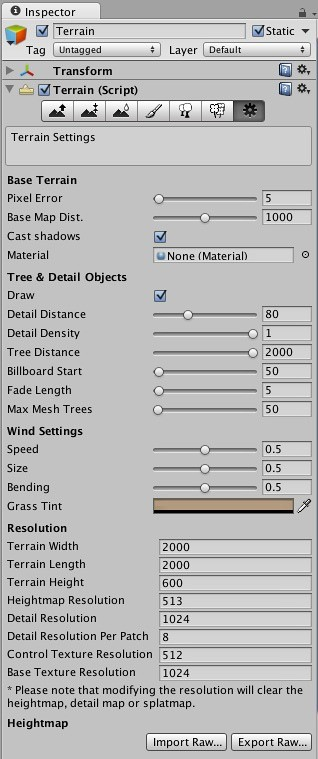 Inspector
Terrain Static
Tag Untagged Layer Default
Transform
Terrain (Script)
Terrain Settings
Base Terrain
Pixel Error 5
Base Map Dist. 1000
Cast shadows
Material None (Material)
Tree & Detail Objects
Draw
Detail Distance 80
Detail Density 1
Tree Distance 2000
Billboard Start 50
Fade Length 5
Max Mesh Trees 50
Wind Settings
Speed 0.5
Size 0.5
Bending 0.5
Grass Tint
Resolution
Terrain Width 2000
Terrain Length 2000
Terrain Height 600
Heightmap Resolution 513
Detail Resolution 1024
Detail Resolution Per Patch 8
Control Texture Resolution 512
Base Texture Resolution 1024
* Please note that modifying the resolution will clear the
heightmap, detail map or splatmap.
Heightmap
Import Raw... Export Raw...